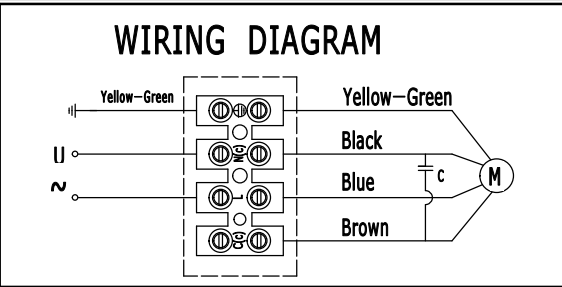 WIRING DIAGRAM
Yellow-Green
Yellow-Green
Black
U
N(C)
C
Blue
M
~
L
Brown